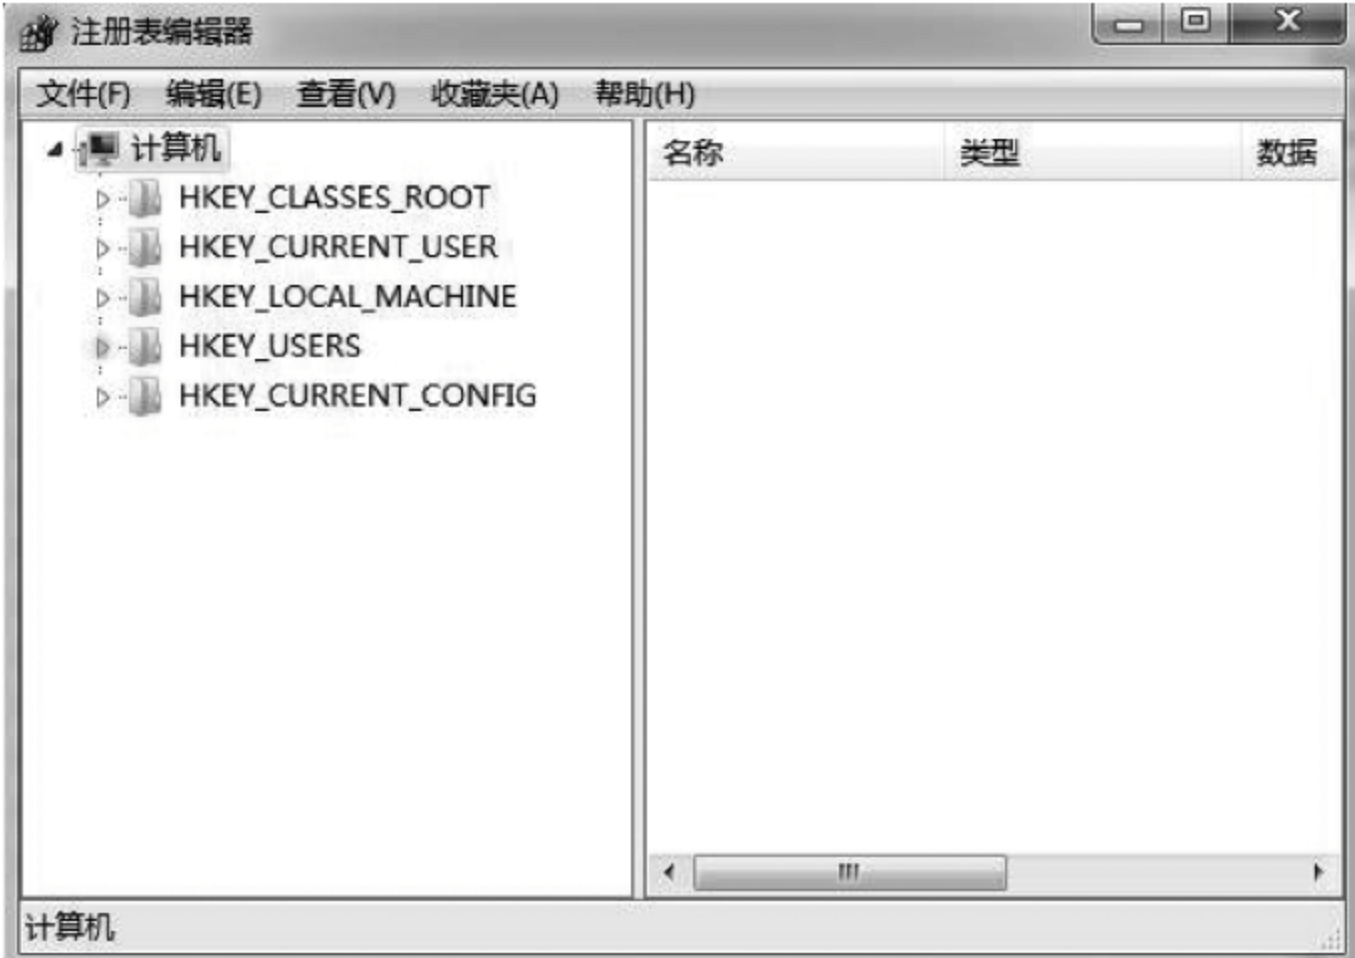 注册表编辑器
文件(F) 编辑(E) 查看(V) 收藏夹(A) 帮助(H)
计算机
HKEY_CLASSES_ROOT
HKEY_CURRENT_USER
HKEY_LOCAL_MACHINE
HKEY_USERS
HKEY_CURRENT_CONFIG
名称 类型 数据
计算机